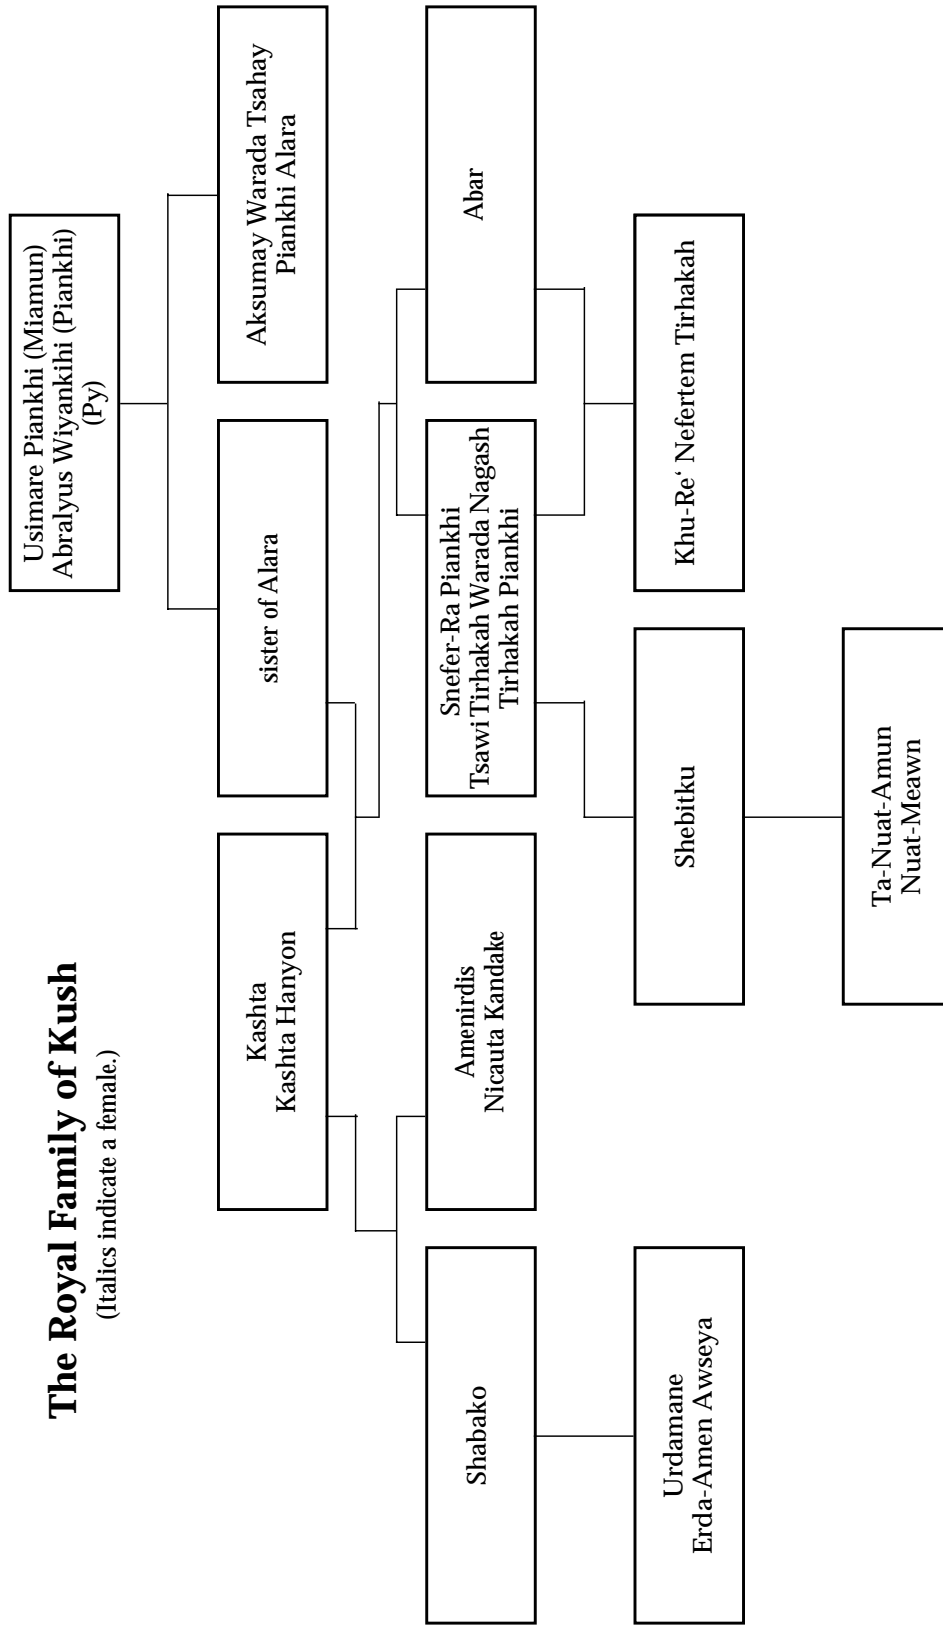 The Royal Family of Kush
(Italics indicate a female.)
Usimare Piankhi (Miamun)
Abralyus Wiyankihi (Piankhi)
(Py)
Kashta
Kashta Hanyon
sister of Alara
Aksumay Warada Tsahay
Piankhi Alara
Shabako
Amenirdis
Nicauta Kandake
Snefer-Ra Piankhi
Tsawi Tirhakah Warada Nagash
Tirhakah Piankhi
Abar
Urdamane
Erda-Amen Awseya
Shebitku
Khu-Re‘ Nefertem Tirhakah
Ta-Nuat-Amun
Nuat-Meawn